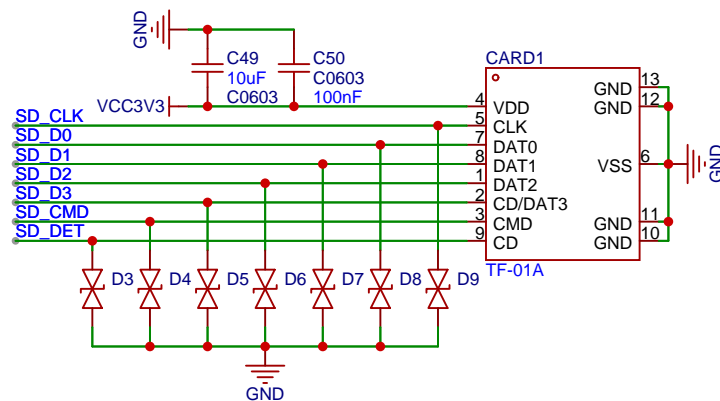 GND
C49
10uF
C0603
C50
C0603
100nF
VCC3V3
CARD1
SD_CLK
SD_D0
SD_D1
SD_D2
SD_D3
SD_CMD
SD_DET
4 VDD
5 CLK
7 DAT0
8 DAT1
1 DAT2
2 CD/DAT3
3 CMD
9 CD
GND 13
GND 12
VSS 6
GND 11
GND 10
GND
TF-01A
D3 D4 D5 D6 D7 D8 D9
GND